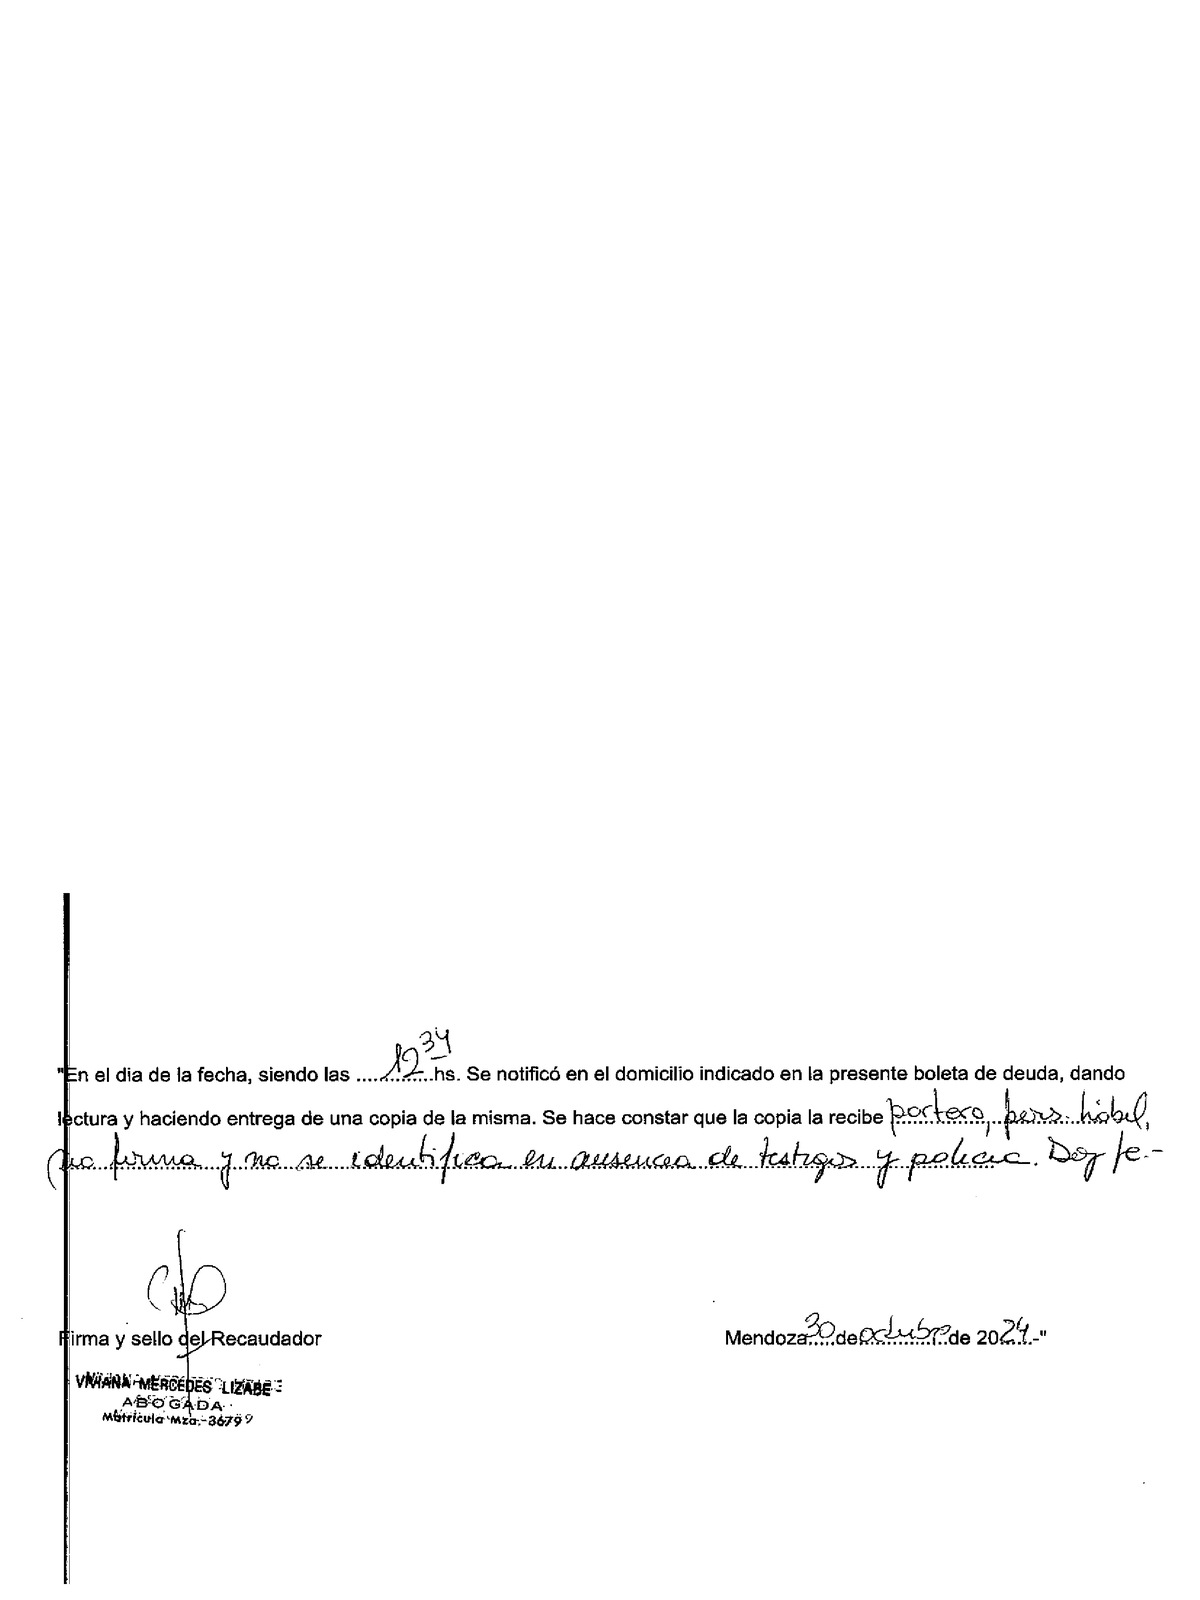 "En el dia de la fecha, siendo las ....12 34....hs. Se notificó en el domicilio indicado en la presente boleta de deuda, dando
lectura y haciendo entrega de una copia de la misma. Se hace constar que la copia la recibe portero, pers. hábil,
no firma y no se identifica en ausencia de testigos y policia. Doy fe.-
Firma y sello del Recaudador
Mendoza 30 de octubre de 2024.-"
VIVIANA MERCEDES LIZABE
ABOGADA
Matrícula Mza. 3679